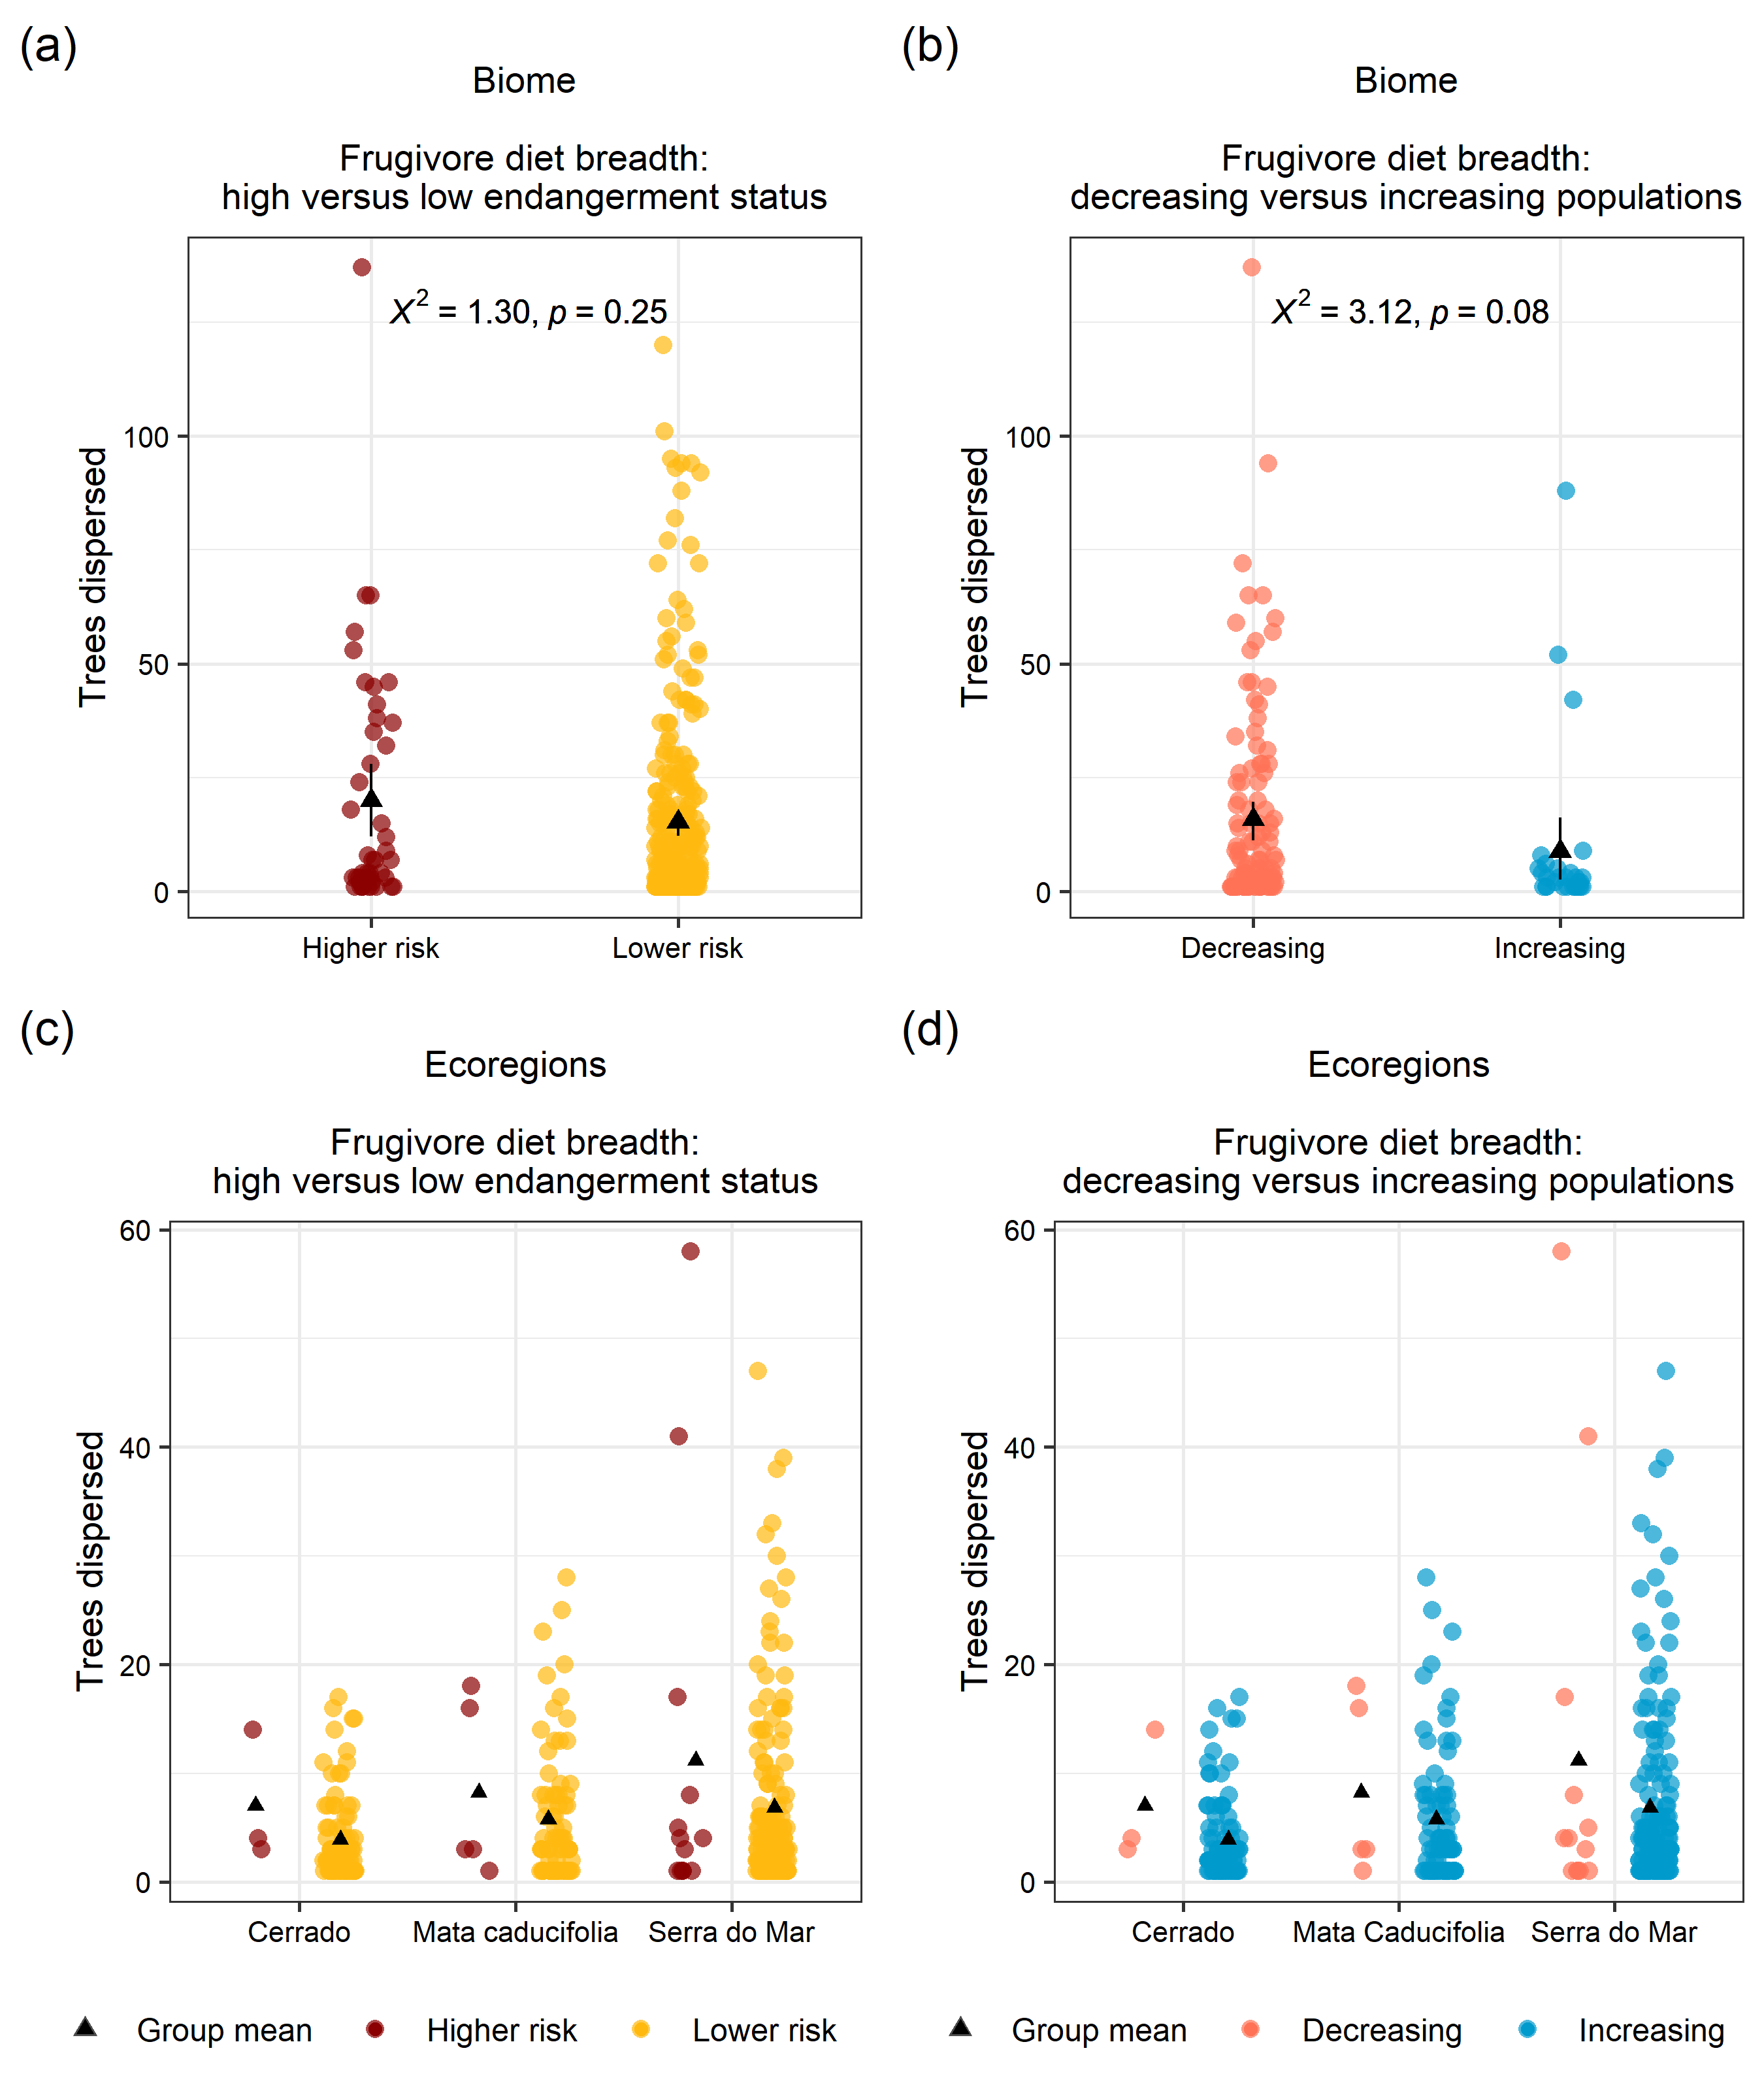 (a)
Biome
Frugivore diet breadth:
high versus low endangerment status
X² = 1.30, p = 0.25
Trees dispersed
100
50
0
Higher risk
Lower risk
(b)
Biome
Frugivore diet breadth:
decreasing versus increasing populations
X² = 3.12, p = 0.08
Trees dispersed
100
50
0
Decreasing
Increasing
(c)
Ecoregions
Frugivore diet breadth:
high versus low endangerment status
Trees dispersed
60
40
20
0
Cerrado
Mata caducifolia
Serra do Mar
Group mean
Higher risk
Lower risk
(d)
Ecoregions
Frugivore diet breadth:
decreasing versus increasing populations
Trees dispersed
60
40
20
0
Cerrado
Mata Caducifolia
Serra do Mar
Group mean
Decreasing
Increasing